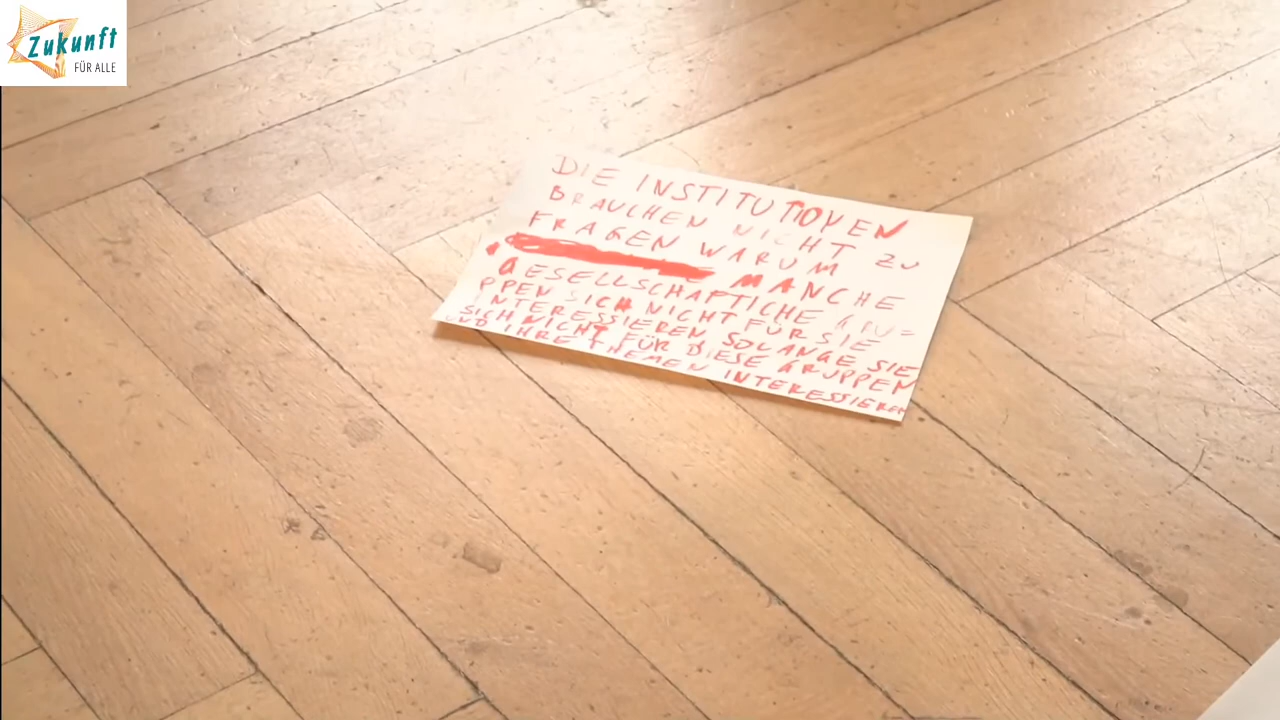 Zukunft
FÜR ALLE
DIE INSTITUTIONEN
BRAUCHEN NICHT ZU
FRAGEN WARUM
MANCHE
GESELLSCHAFTICHE GRU=
PPEN SICH NICHT FÜR SIE
INTERESSIEREN SOLANGE SIE
SICH NICHT FÜR DIESE GRUPPEN
UND IHRE THEMEN INTERESSIEREN